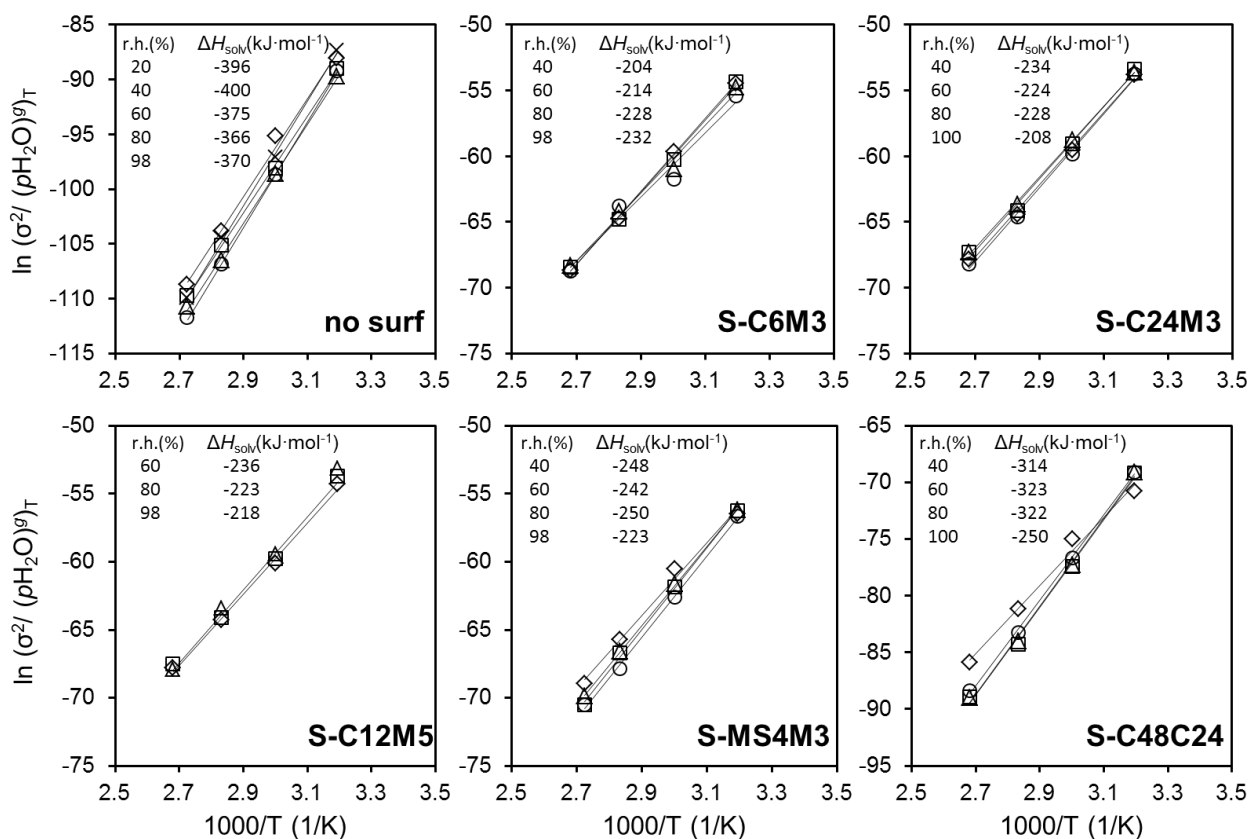 ln (σ²/ (pH₂O)ᵍ)_T
-85
-90
-95
-100
-105
-110
-115
r.h.(%) ΔH_solv(kJ·mol⁻¹)
20 -396
40 -400
60 -375
80 -366
98 -370
no surf
2.5 2.7 2.9 3.1 3.3 3.5
-50
-55
-60
-65
-70
-75
r.h.(%) ΔH_solv(kJ·mol⁻¹)
40 -204
60 -214
80 -228
98 -232
S-C6M3
2.5 2.7 2.9 3.1 3.3 3.5
-50
-55
-60
-65
-70
-75
r.h.(%) ΔH_solv(kJ·mol⁻¹)
40 -234
60 -224
80 -228
100 -208
S-C24M3
2.5 2.7 2.9 3.1 3.3 3.5
ln (σ²/ (pH₂O)ᵍ)_T
-50
-55
-60
-65
-70
-75
r.h.(%) ΔH_solv(kJ·mol⁻¹)
60 -236
80 -223
98 -218
S-C12M5
2.5 2.7 2.9 3.1 3.3 3.5
1000/T (1/K)
-50
-55
-60
-65
-70
-75
r.h.(%) ΔH_solv(kJ·mol⁻¹)
40 -248
60 -242
80 -250
98 -223
S-MS4M3
2.5 2.7 2.9 3.1 3.3 3.5
1000/T (1/K)
-65
-70
-75
-80
-85
-90
-95
r.h.(%) ΔH_solv(kJ·mol⁻¹)
40 -314
60 -323
80 -322
100 -250
S-C48C24
2.5 2.7 2.9 3.1 3.3 3.5
1000/T (1/K)